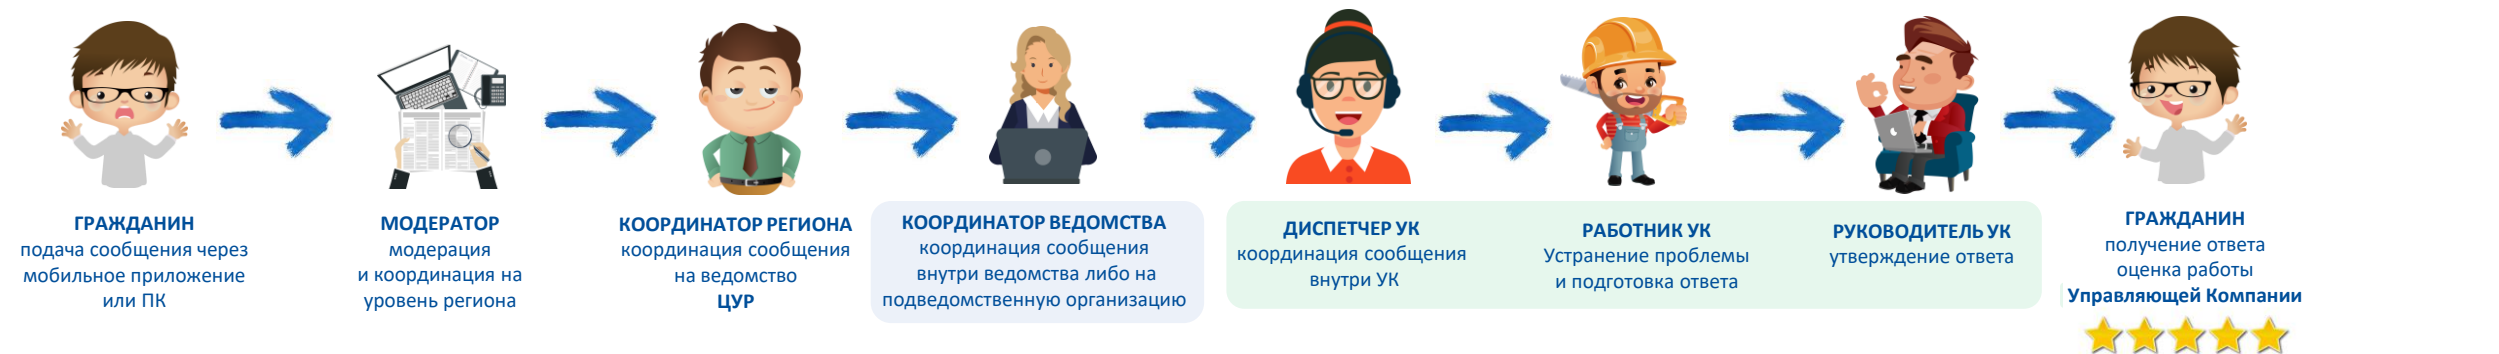 ГРАЖДАНИН
подача сообщения через
мобильное приложение
или ПК
МОДЕРАТОР
модерация
и координация на
уровень региона
КООРДИНАТОР РЕГИОНА
координация сообщения
на ведомство
ЦУР
КООРДИНАТОР ВЕДОМСТВА
координация сообщения
внутри ведомства либо на
подведомственную организацию
ДИСПЕТЧЕР УК
координация сообщения
внутри УК
РАБОТНИК УК
Устранение проблемы
и подготовка ответа
РУКОВОДИТЕЛЬ УК
утверждение ответа
ГРАЖДАНИН
получение ответа
оценка работы
Управляющей Компании